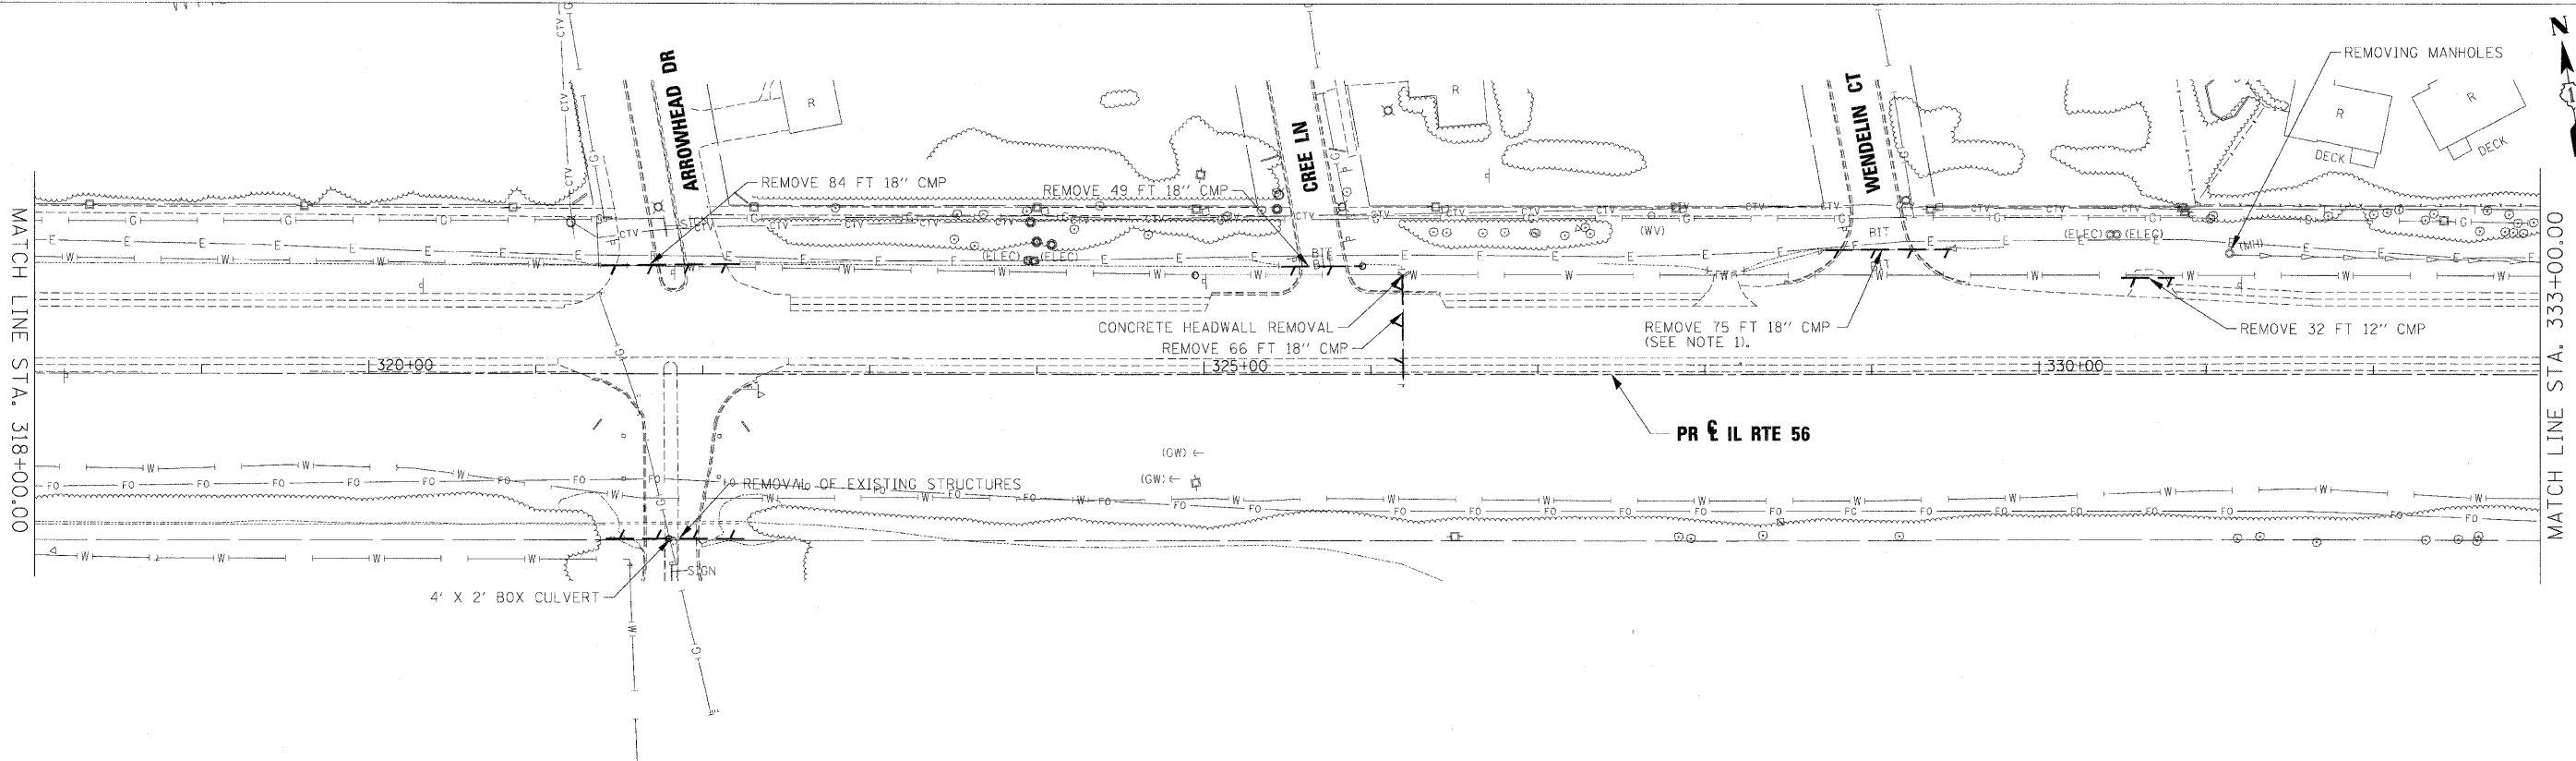 N
REMOVING MANHOLES
ARROWHEAD DR
CREE LN
WENDELIN CT
R
R
R
R
DECK
DECK
REMOVE 84 FT 18" CMP
REMOVE 49 FT 18" CMP
MATCH LINE STA. 318+00.00
MATCH LINE STA. 333+00.00
CTV
G
E
W
(ELEC)
(ELEC)
BIT
(WV)
BIT
(ELEC)
(ELEC)
(MH)
CONCRETE HEADWALL REMOVAL
REMOVE 66 FT 18" CMP
REMOVE 75 FT 18" CMP
(SEE NOTE 1).
REMOVE 32 FT 12" CMP
320+00
325+00
330+00
PR ℄ IL RTE 56
(GW)
(GW)
W
FO
REMOVAL OF EXISTING STRUCTURES
SIGN
4' X 2' BOX CULVERT
W
G